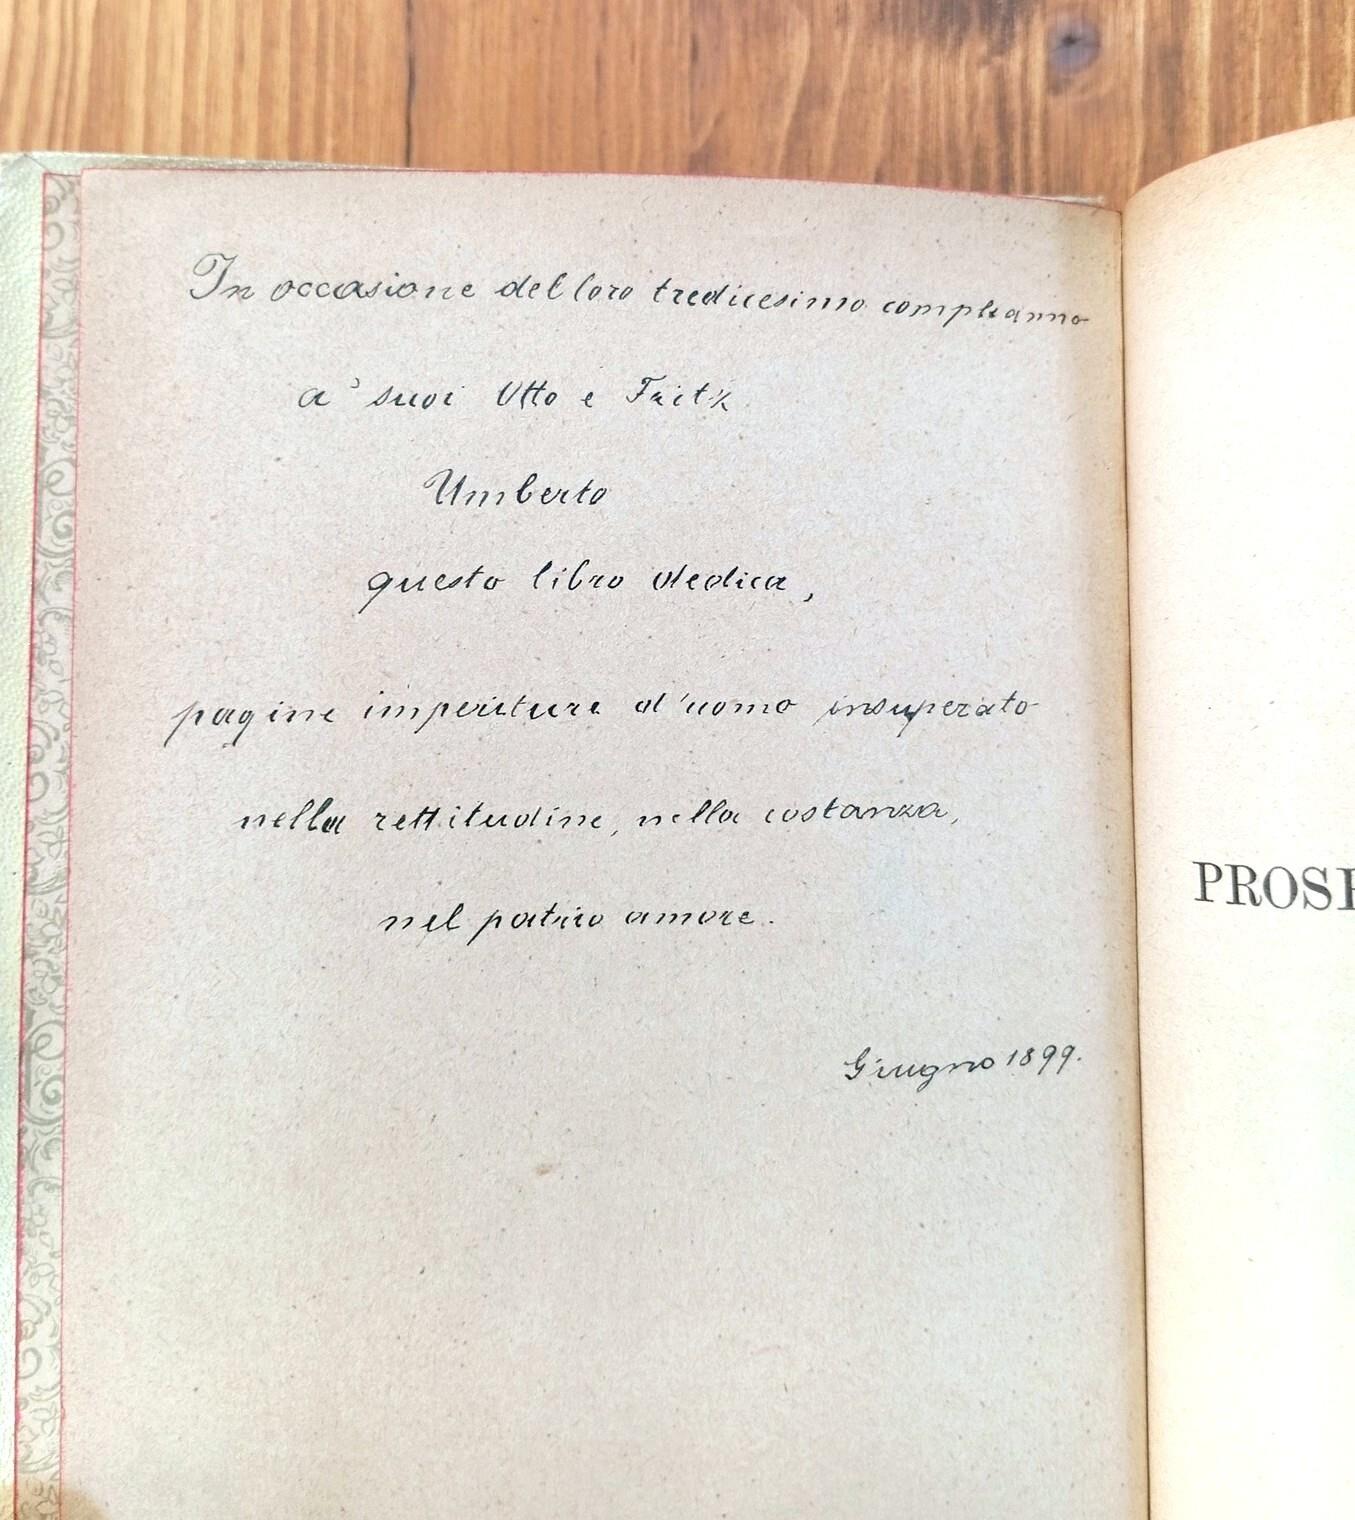 In occasione del loro tredicesimo compleanno
a' suoi Otto e Fritz
Umberto
questo libro dedica,
pagine imperiture d'uomo insuperato
nella rettitudine, nella costanza,
nel patrio amore.
Giugno 1899.
PROSE